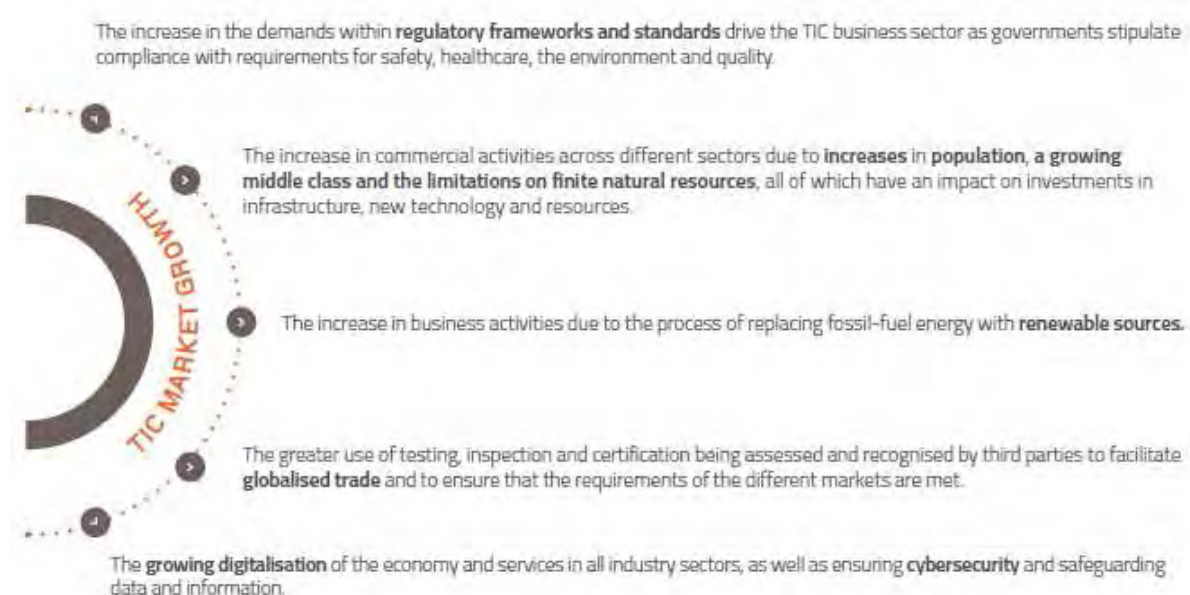 The increase in the demands within regulatory frameworks and standards drive the TIC business sector as governments stipulate
compliance with requirements for safety, healthcare, the environment and quality.
The increase in commercial activities across different sectors due to increases in population, a growing
middle class and the limitations on finite natural resources, all of which have an impact on investments in
infrastructure, new technology and resources.
TIC MARKET GROWTH
The increase in business activities due to the process of replacing fossil-fuel energy with renewable sources.
The greater use of testing, inspection and certification being assessed and recognised by third parties to facilitate
globalised trade and to ensure that the requirements of the different markets are met.
The growing digitalisation of the economy and services in all industry sectors, as well as ensuring cybersecurity and safeguarding
data and information.